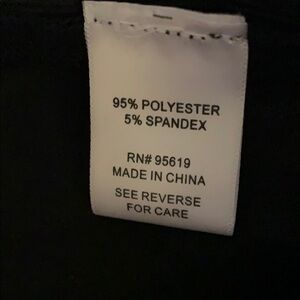 95% POLYESTER
5% SPANDEX
RN# 95619
MADE IN CHINA
SEE REVERSE
FOR CARE